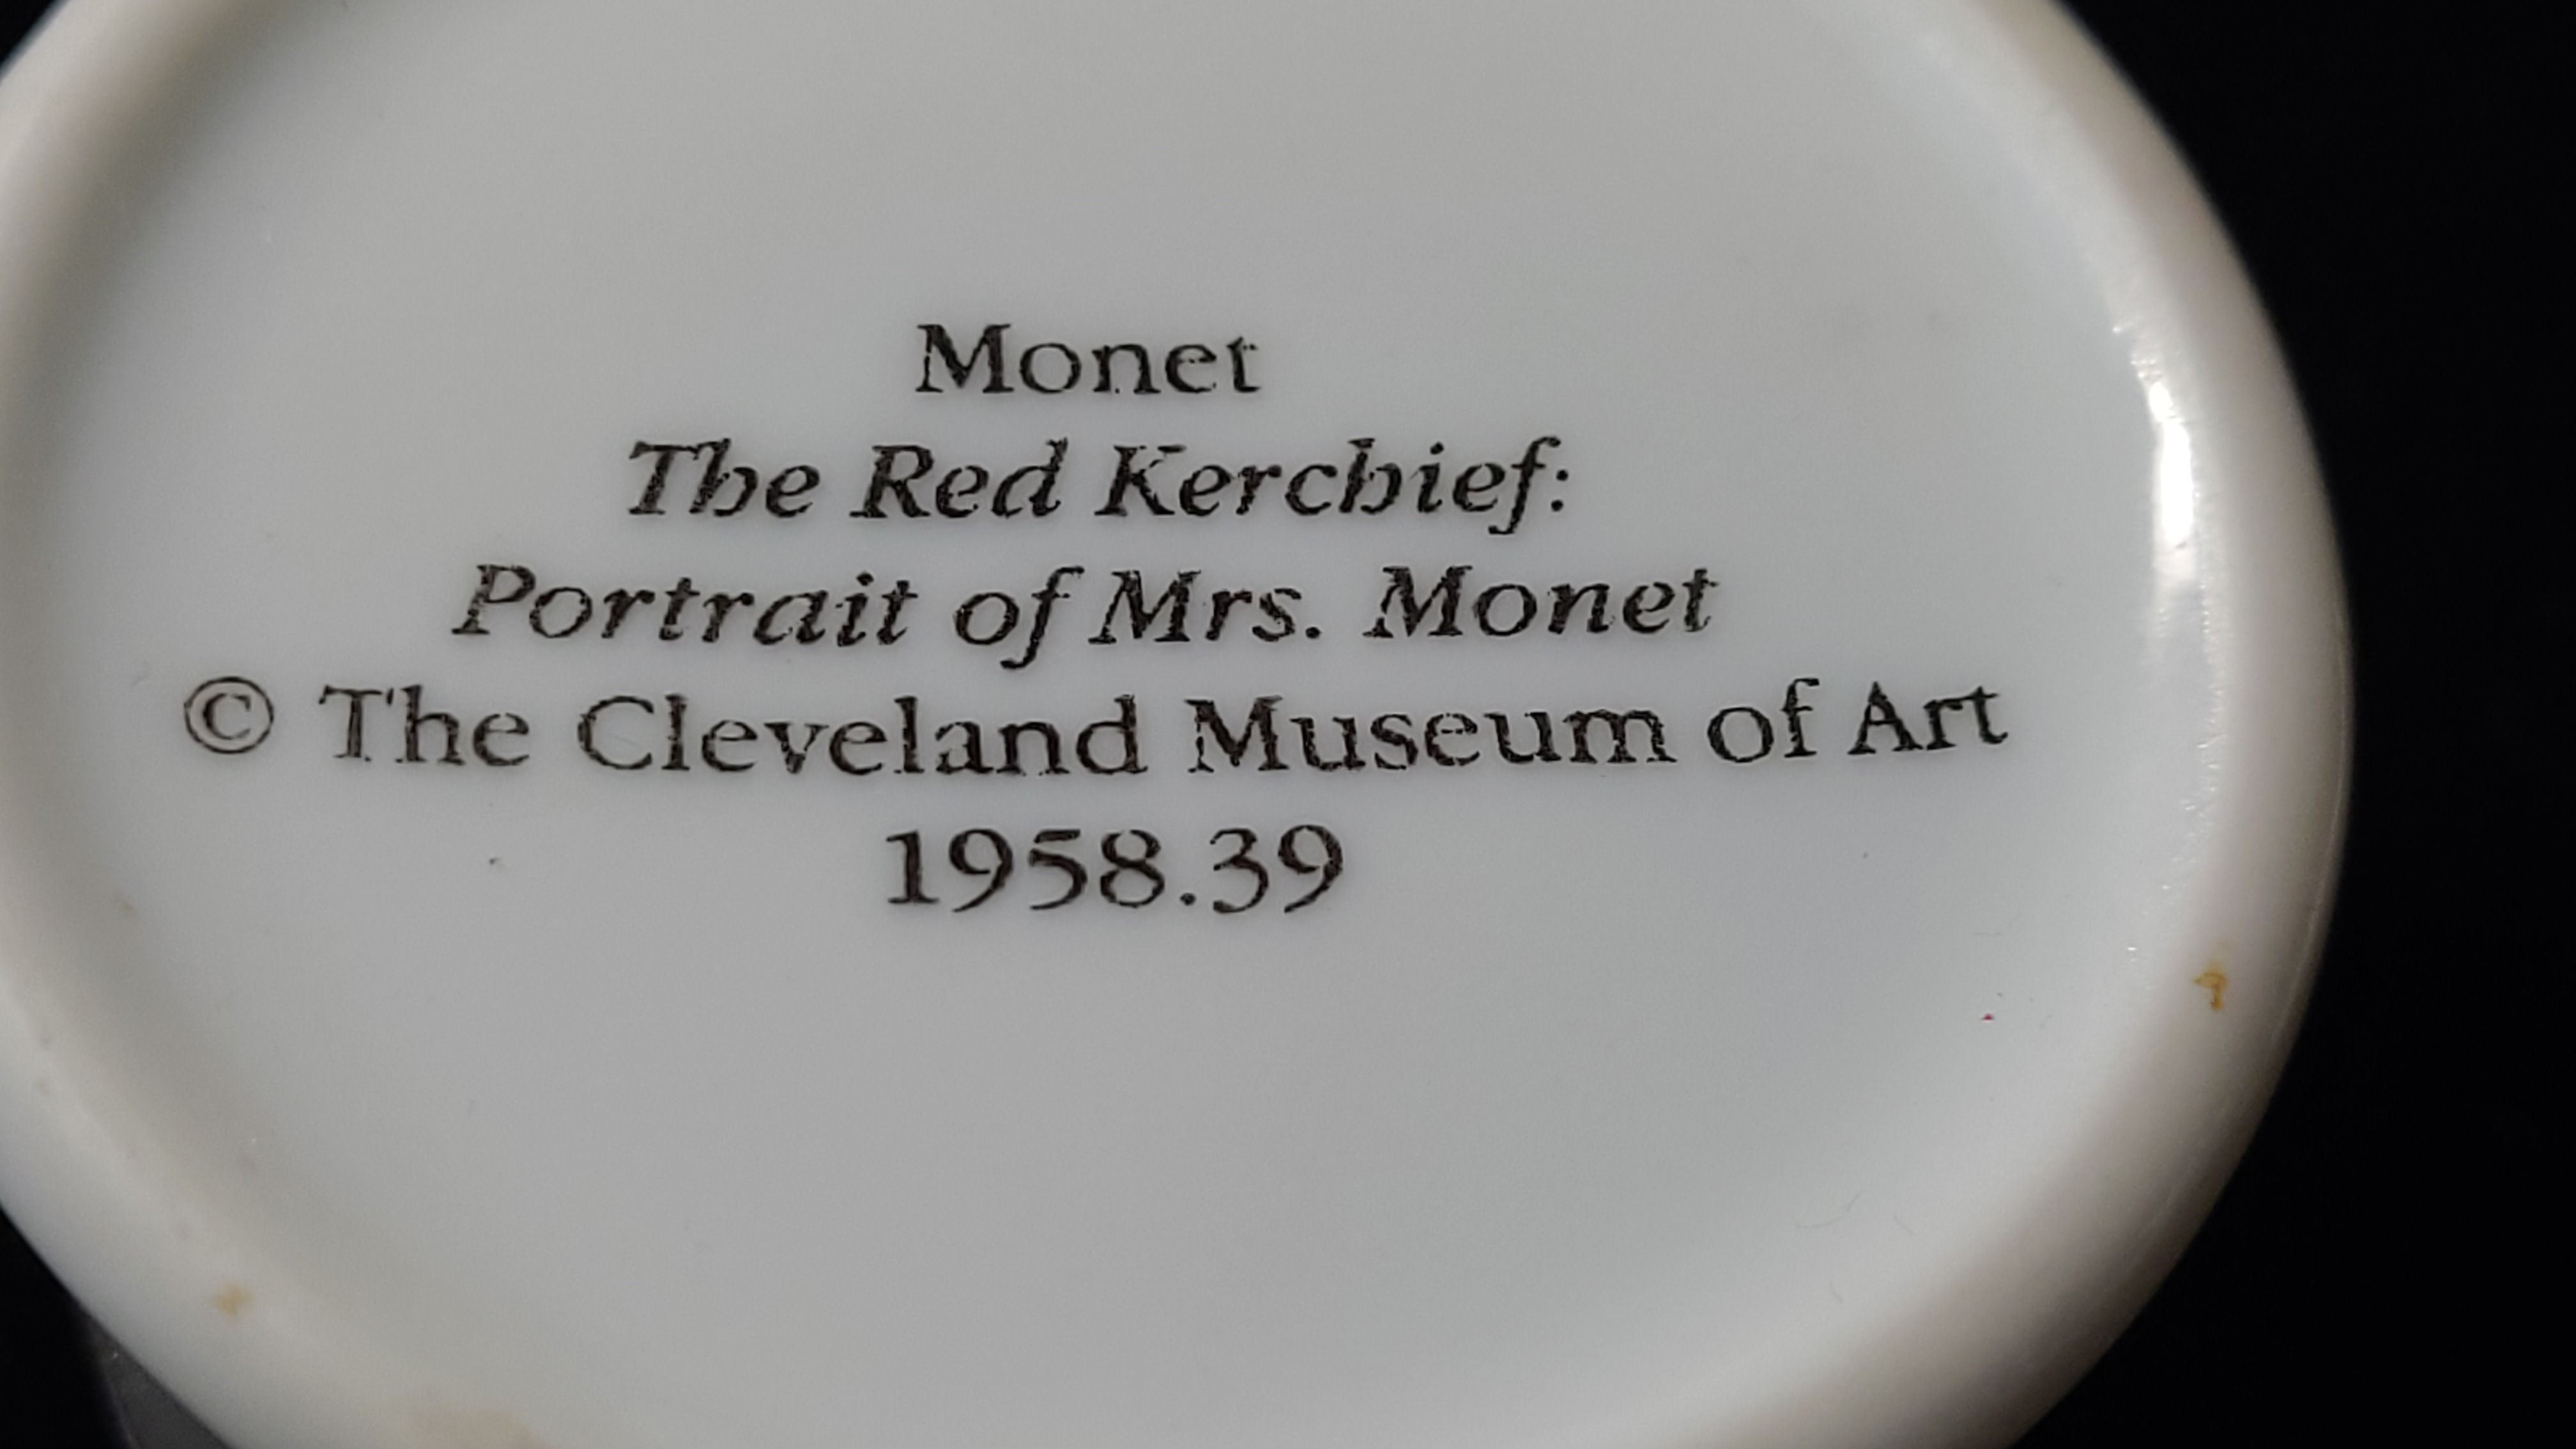 Monet
The Red Kerchief:
Portrait of Mrs. Monet
© The Cleveland Museum of Art
1958.39